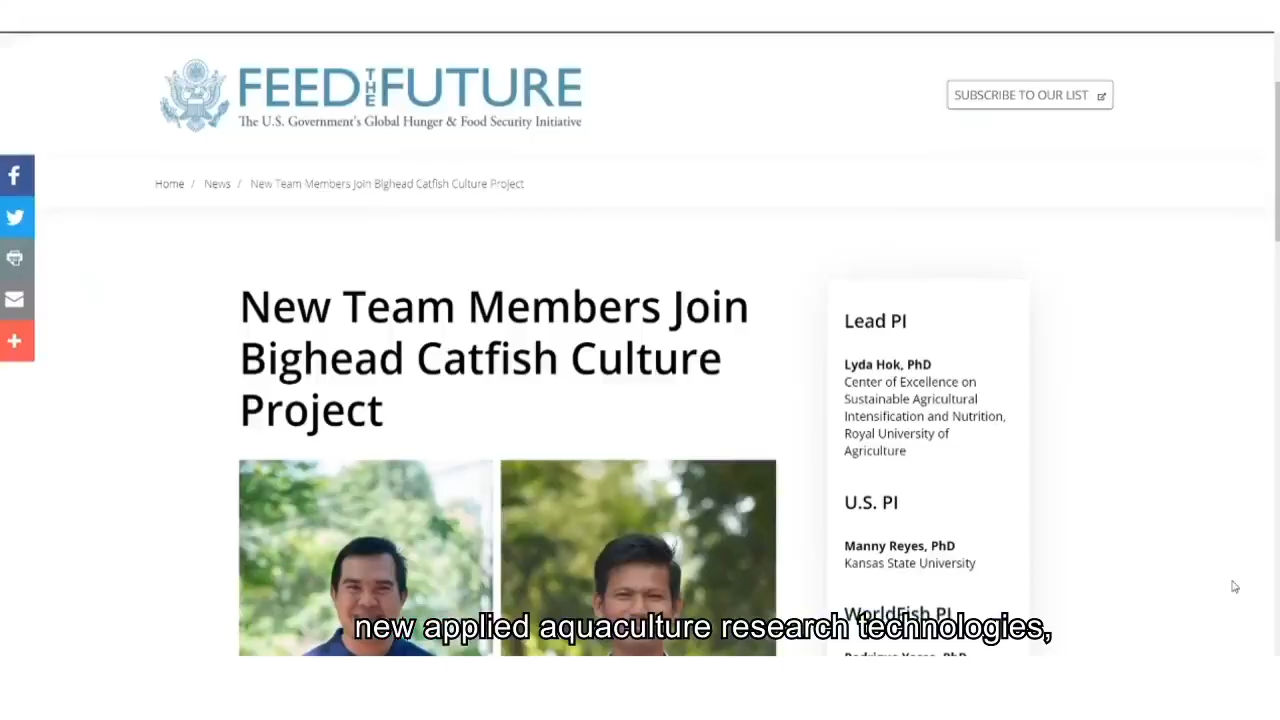 FEED THE FUTURE
The U.S. Government's Global Hunger & Food Security Initiative
SUBSCRIBE TO OUR LIST
Home / News / New Team Members Join Bighead Catfish Culture Project
New Team Members Join
Bighead Catfish Culture
Project
Lead PI
Lyda Hok, PhD
Center of Excellence on
Sustainable Agricultural
Intensification and Nutrition,
Royal University of
Agriculture
U.S. PI
Manny Reyes, PhD
Kansas State University
WorldFish PI
new applied aquaculture research technologies,